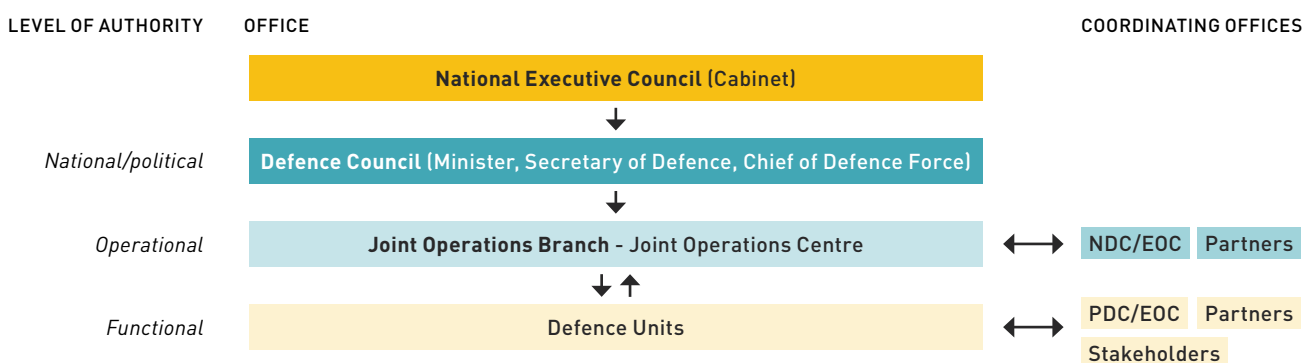 LEVEL OF AUTHORITY OFFICE COORDINATING OFFICES
National Executive Council (Cabinet)
National/political Defence Council (Minister, Secretary of Defence, Chief of Defence Force)
Operational Joint Operations Branch - Joint Operations Centre NDC/EOC Partners
Functional Defence Units PDC/EOC Partners
Stakeholders